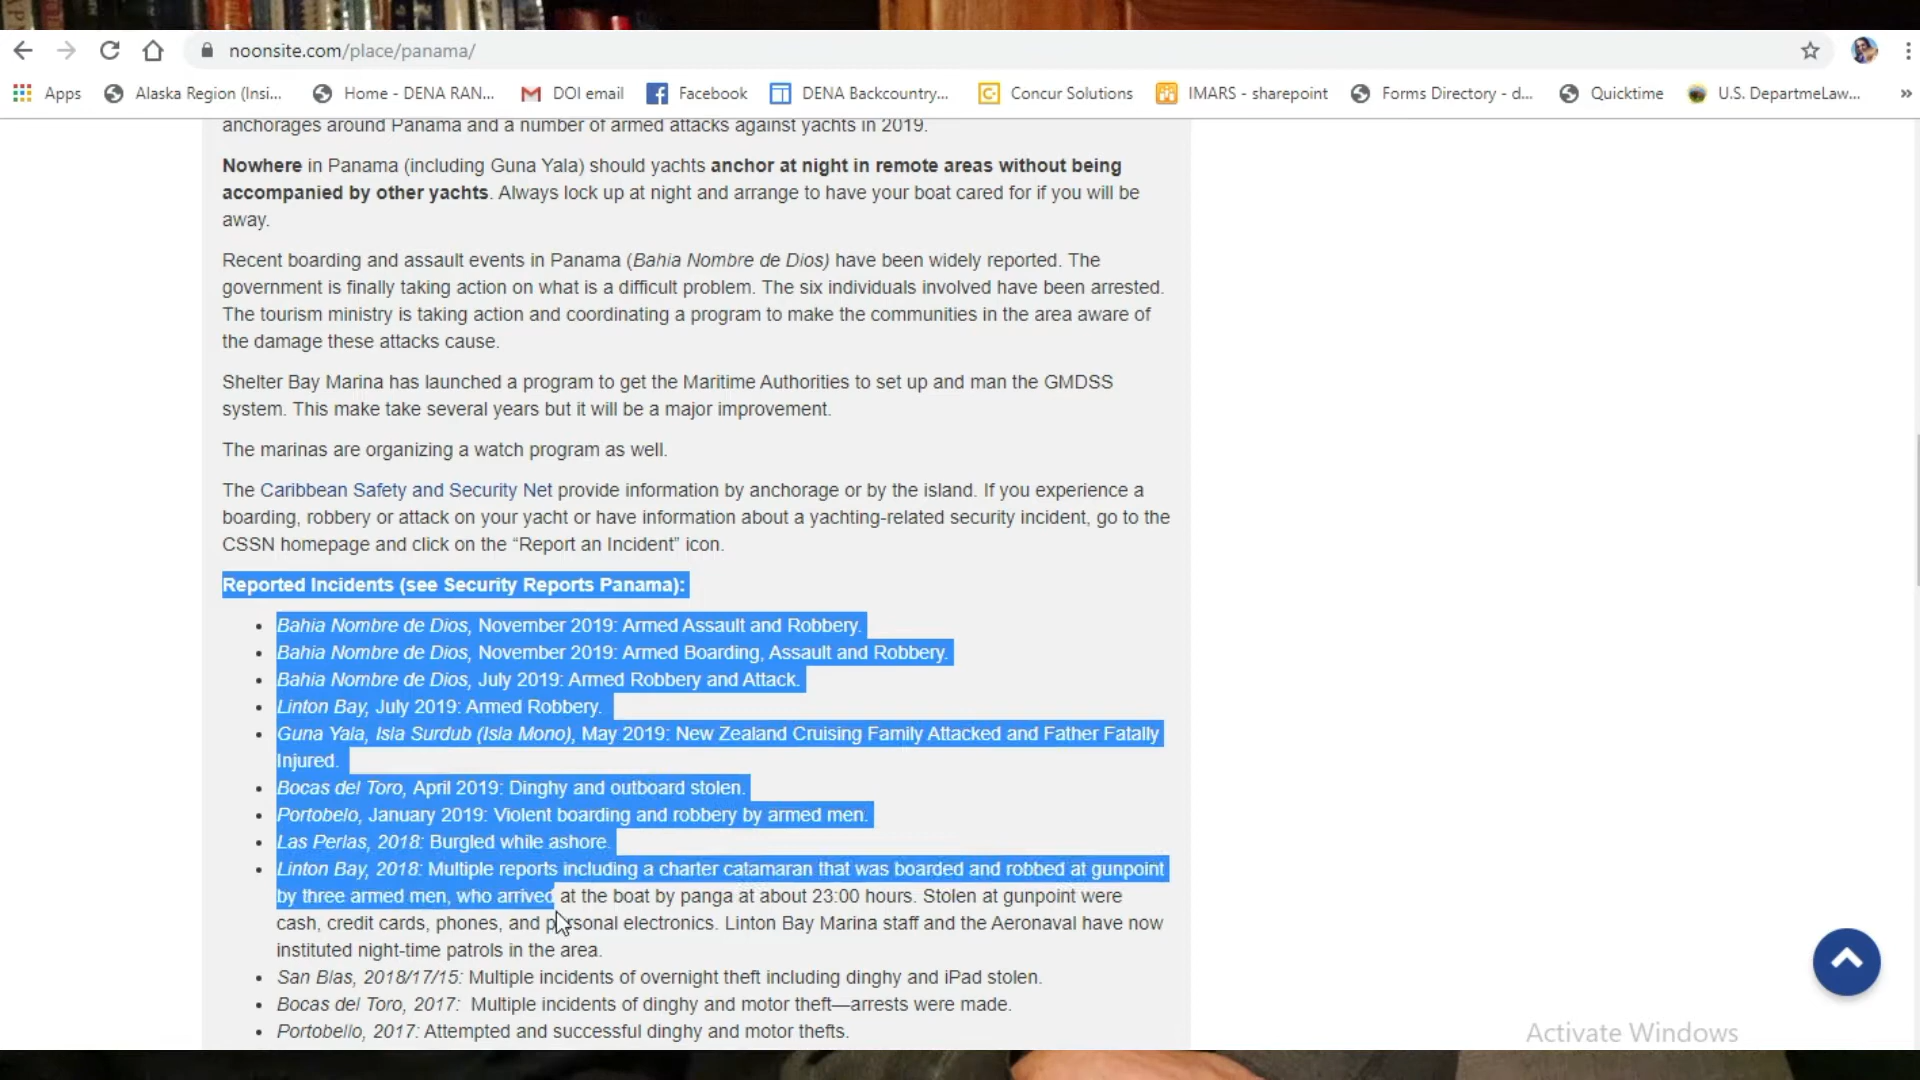 noonsite.com/place/panama/
Apps Alaska Region (Insi... Home - DENA RAN... DOI email Facebook DENA Backcountry... Concur Solutions IMARS - sharepoint Forms Directory - d... Quicktime U.S. DepartmeLaw... »
anchorages around Panama and a number of armed attacks against yachts in 2019.
Nowhere in Panama (including Guna Yala) should yachts anchor at night in remote areas without being
accompanied by other yachts. Always lock up at night and arrange to have your boat cared for if you will be
away.
Recent boarding and assault events in Panama (Bahia Nombre de Dios) have been widely reported. The
government is finally taking action on what is a difficult problem. The six individuals involved have been arrested.
The tourism ministry is taking action and coordinating a program to make the communities in the area aware of
the damage these attacks cause.
Shelter Bay Marina has launched a program to get the Maritime Authorities to set up and man the GMDSS
system. This make take several years but it will be a major improvement.
The marinas are organizing a watch program as well.
The Caribbean Safety and Security Net provide information by anchorage or by the island. If you experience a
boarding, robbery or attack on your yacht or have information about a yachting-related security incident, go to the
CSSN homepage and click on the “Report an Incident” icon.
Reported Incidents (see Security Reports Panama):
• Bahia Nombre de Dios, November 2019: Armed Assault and Robbery.
• Bahia Nombre de Dios, November 2019: Armed Boarding, Assault and Robbery.
• Bahia Nombre de Dios, July 2019: Armed Robbery and Attack.
• Linton Bay, July 2019: Armed Robbery.
• Guna Yala, Isla Surdub (Isla Mono), May 2019: New Zealand Cruising Family Attacked and Father Fatally
Injured.
• Bocas del Toro, April 2019: Dinghy and outboard stolen.
• Portobelo, January 2019: Violent boarding and robbery by armed men.
• Las Perlas, 2018: Burgled while ashore.
• Linton Bay, 2018: Multiple reports including a charter catamaran that was boarded and robbed at gunpoint
by three armed men, who arrived at the boat by panga at about 23:00 hours. Stolen at gunpoint were
cash, credit cards, phones, and personal electronics. Linton Bay Marina staff and the Aeronaval have now
instituted night-time patrols in the area.
• San Blas, 2018/17/15: Multiple incidents of overnight theft including dinghy and iPad stolen.
• Bocas del Toro, 2017: Multiple incidents of dinghy and motor theft—arrests were made.
• Portobello, 2017: Attempted and successful dinghy and motor thefts.
Activate Windows